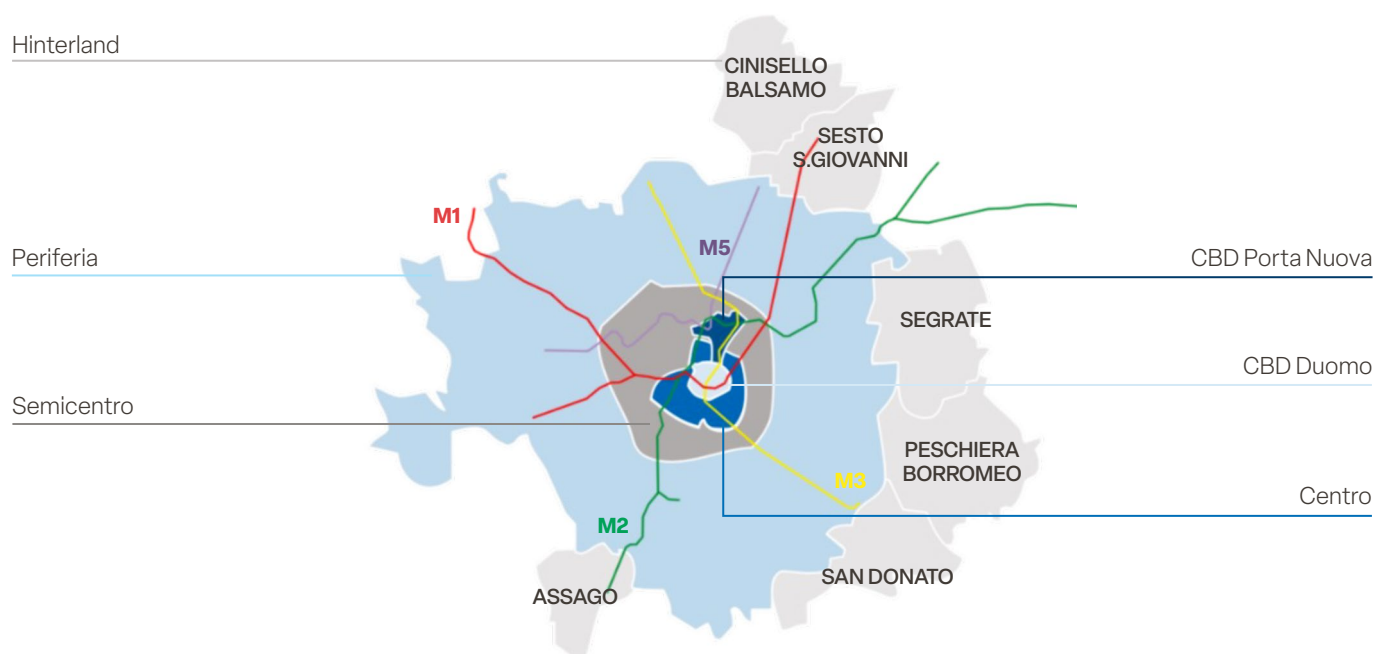 Hinterland
CINISELLO
BALSAMO
SESTO
S.GIOVANNI
M1
M5
Periferia
CBD Porta Nuova
SEGRATE
CBD Duomo
Semicentro
PESCHIERA
BORROMEO
M3
Centro
M2
SAN DONATO
ASSAGO